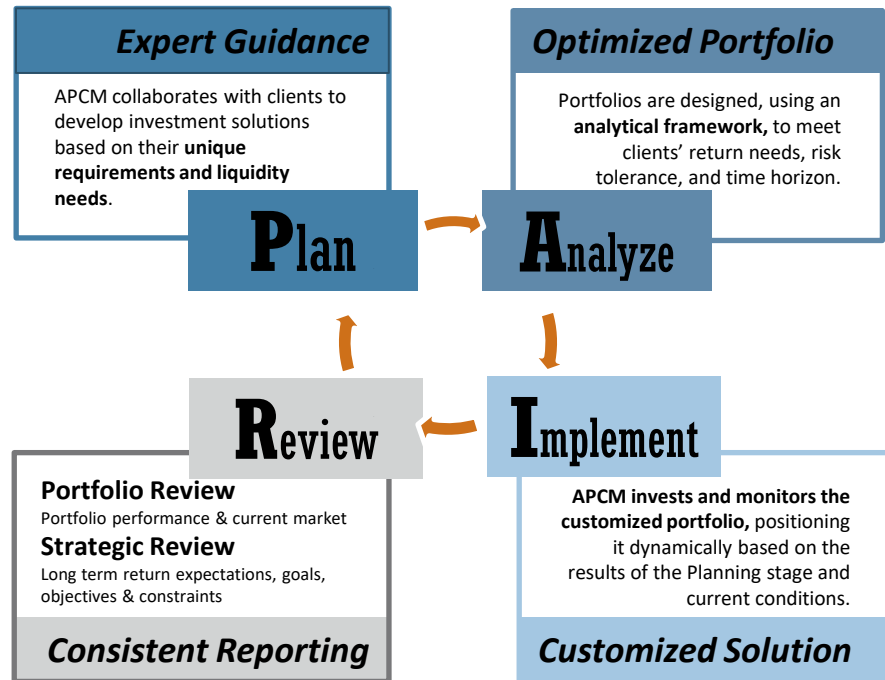 Expert Guidance
APCM collaborates with clients to
develop investment solutions
based on their unique
requirements and liquidity
needs.
Plan
Optimized Portfolio
Portfolios are designed, using an
analytical framework, to meet
clients’ return needs, risk
tolerance, and time horizon.
Analyze
Review
Portfolio Review
Portfolio performance & current market
Strategic Review
Long term return expectations, goals,
objectives & constraints
Consistent Reporting
Implement
APCM invests and monitors the
customized portfolio, positioning
it dynamically based on the
results of the Planning stage and
current conditions.
Customized Solution